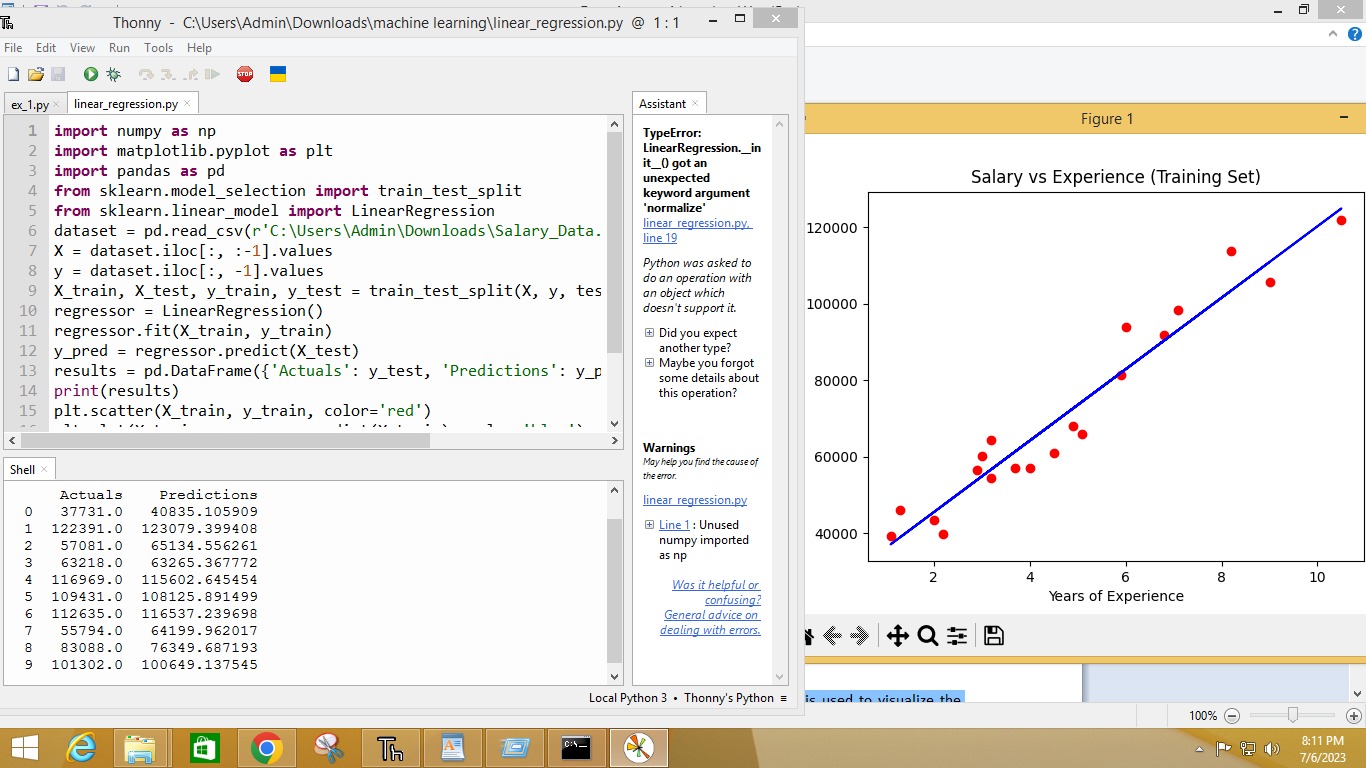 Thonny - C:\Users\Admin\Downloads\machine learning\linear_regression.py @ 1 : 1
File Edit View Run Tools Help
STOP
ex_1.py × linear_regression.py ×
1 import numpy as np
2 import matplotlib.pyplot as plt
3 import pandas as pd
4 from sklearn.model_selection import train_test_split
5 from sklearn.linear_model import LinearRegression
6 dataset = pd.read_csv(r'C:\Users\Admin\Downloads\Salary_Data.
7 X = dataset.iloc[:, :-1].values
8 y = dataset.iloc[:, -1].values
9 X_train, X_test, y_train, y_test = train_test_split(X, y, tes
10 regressor = LinearRegression()
11 regressor.fit(X_train, y_train)
12 y_pred = regressor.predict(X_test)
13 results = pd.DataFrame({'Actuals': y_test, 'Predictions': y_p
14 print(results)
15 plt.scatter(X_train, y_train, color='red')
Shell ×
Actuals Predictions
0 37731.0 40835.105909
1 122391.0 123079.399408
2 57081.0 65134.556261
3 63218.0 63265.367772
4 116969.0 115602.645454
5 109431.0 108125.891499
6 112635.0 116537.239698
7 55794.0 64199.962017
8 83088.0 76349.687193
9 101302.0 100649.137545
Assistant ×
TypeError:
LinearRegression.__in
it__() got an
unexpected
keyword argument
'normalize'
linear_regression.py,
line 19
Python was asked to
do an operation with
an object which
doesn't support it.
Did you expect
another type?
Maybe you forgot
some details about
this operation?
Warnings
May help you find the cause of
the error.
linear_regression.py
Line 1 : Unused
numpy imported
as np
Was it helpful or
confusing?
General advice on
dealing with errors.
Local Python 3 • Thonny's Python ≡
Figure 1
Salary vs Experience (Training Set)
120000
100000
80000
60000
40000
2 4 6 8 10
Years of Experience
is used to visualize the
100%
Th
C:\
8:11 PM
7/6/2023